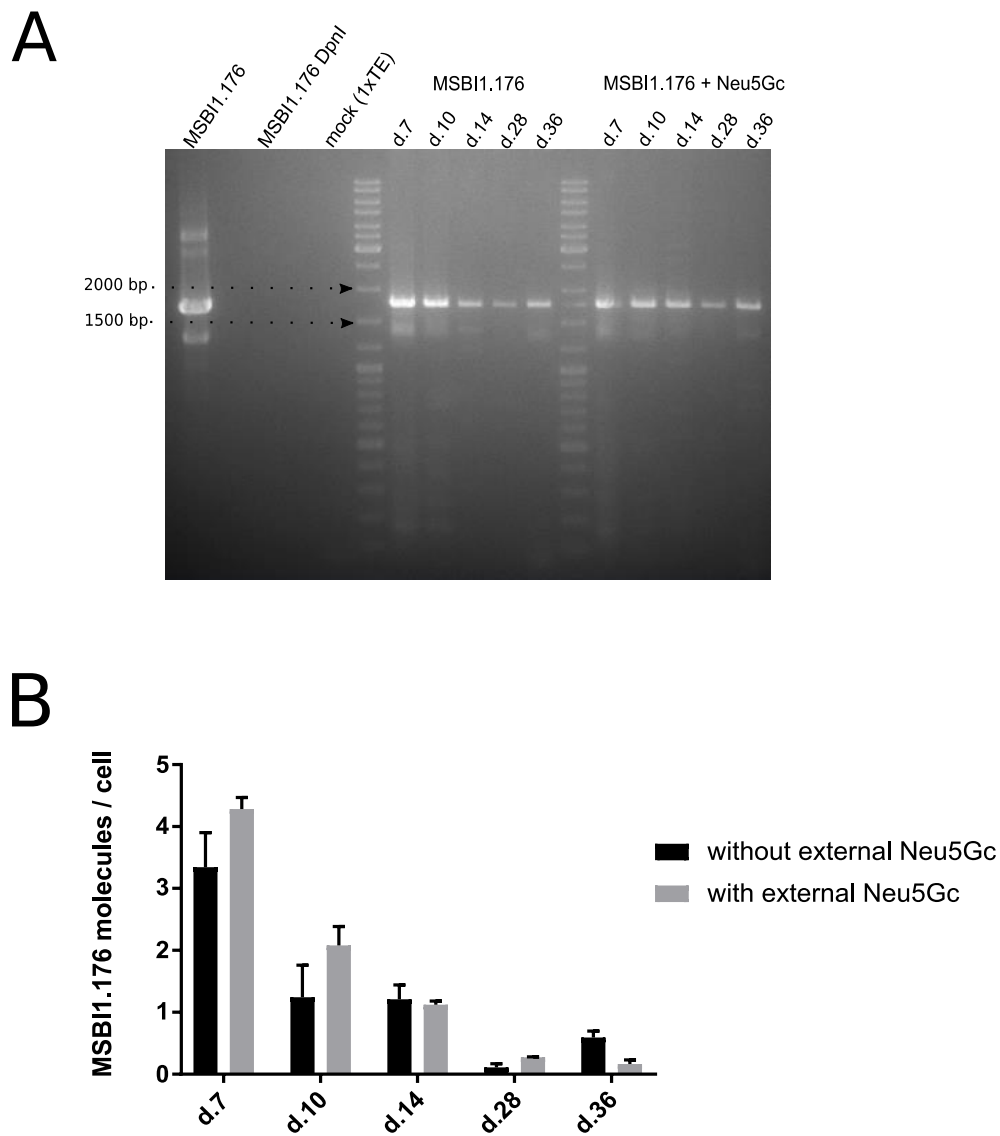 A
MSBI1.176
MSBI1.176 DpnI
mock (1xTE)
MSBI1.176
MSBI1.176 + Neu5Gc
d.7 d.10 d.14 d.28 d.36 d.7 d.10 d.14 d.28 d.36
2000 bp
1500 bp
B
MSBI1.176 molecules / cell
5
4
3
2
1
0
d.7 d.10 d.14 d.28 d.36
without external Neu5Gc
with external Neu5Gc